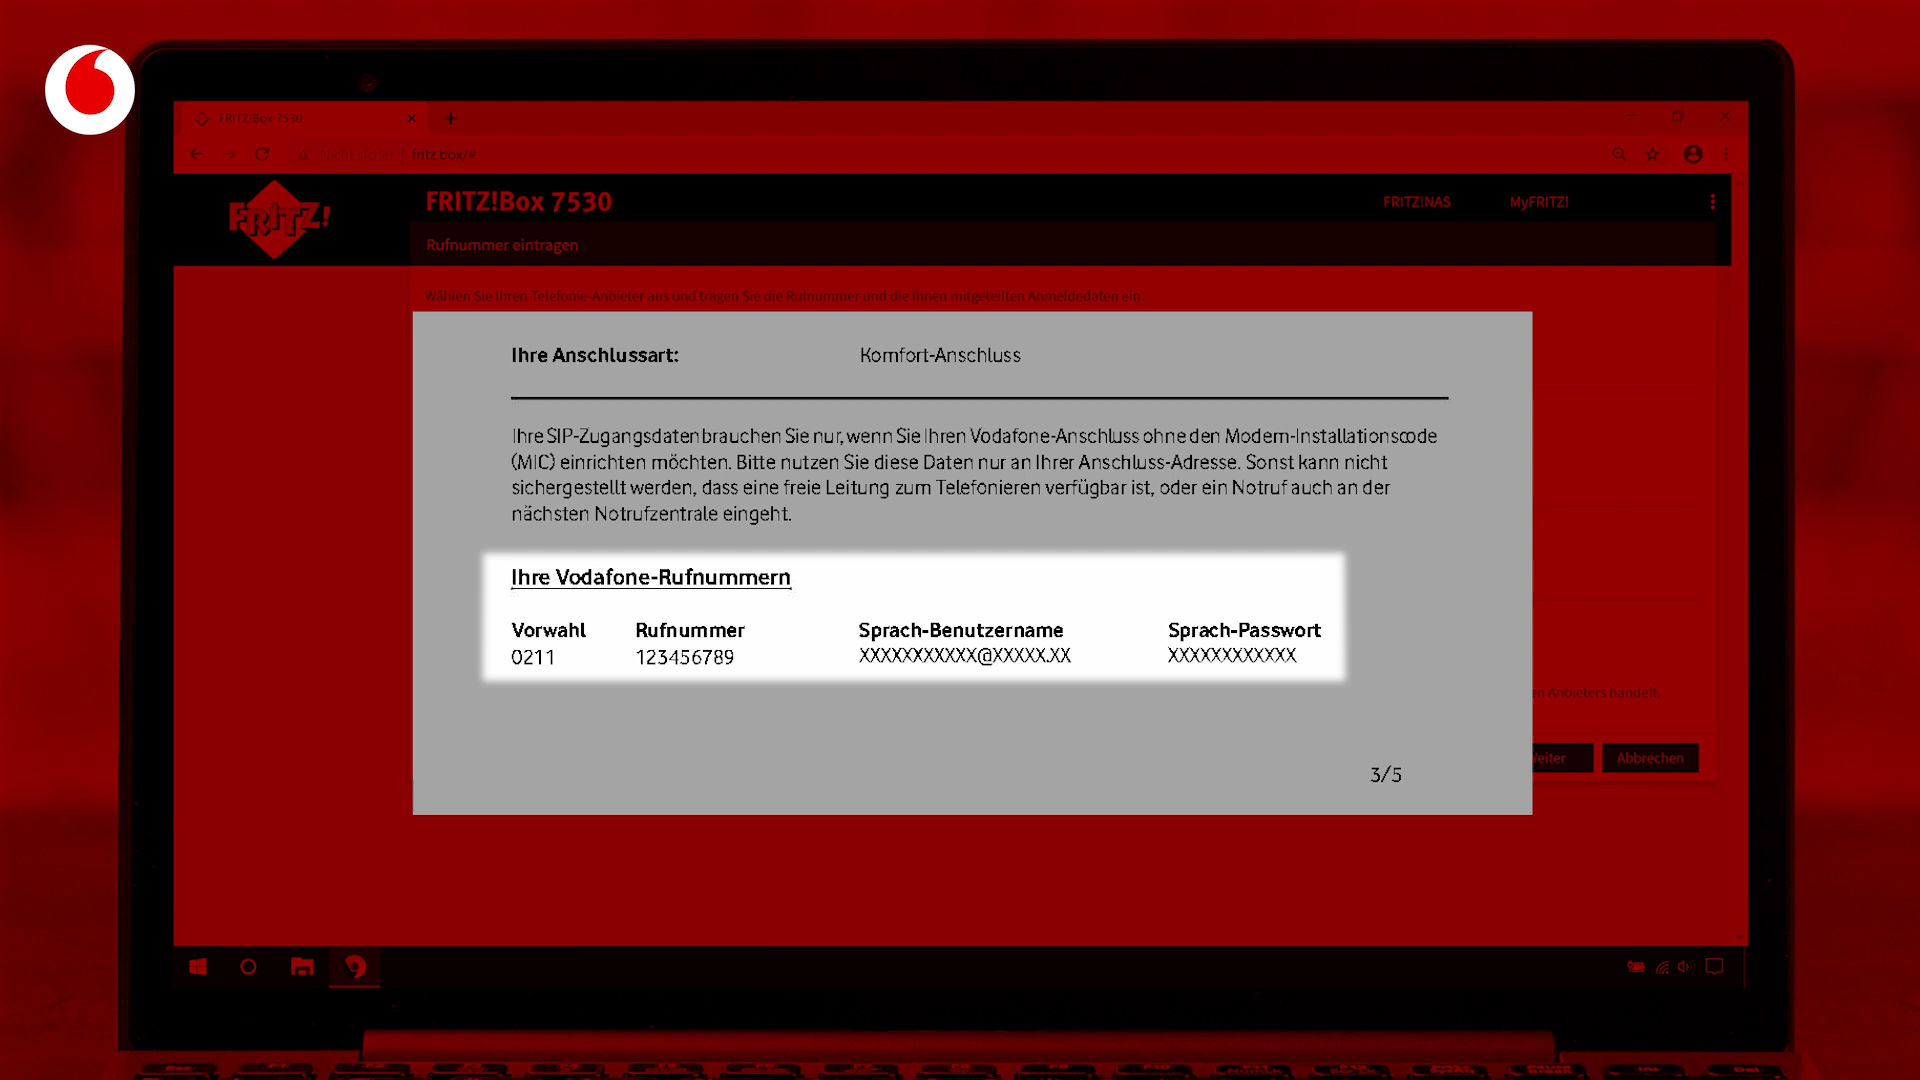 FRITZ!Box 7530
Nicht sicher | fritz.box/#
FRITZ!
FRITZ!Box 7530
FRITZ!NAS
MyFRITZ!
Rufnummer eintragen
Wählen Sie Ihren Telefonie-Anbieter aus und tragen Sie die Rufnummer und die Ihnen mitgeteilten Anmeldedaten ein.
Ihre Anschlussart: Komfort-Anschluss
Ihre SIP-Zugangsdaten brauchen Sie nur, wenn Sie Ihren Vodafone-Anschluss ohne den Modem-Installationscode
(MIC) einrichten möchten. Bitte nutzen Sie diese Daten nur an Ihrer Anschluss-Adresse. Sonst kann nicht
sichergestellt werden, dass eine freie Leitung zum Telefonieren verfügbar ist, oder ein Notruf auch an der
nächsten Notrufzentrale eingeht.
Ihre Vodafone-Rufnummern
Vorwahl Rufnummer Sprach-Benutzername Sprach-Passwort
0211 123456789 XXXXXXXXXXX@XXXXX.XX XXXXXXXXXXXX
en Anbieters handelt.
Weiter
Abbrechen
3/5